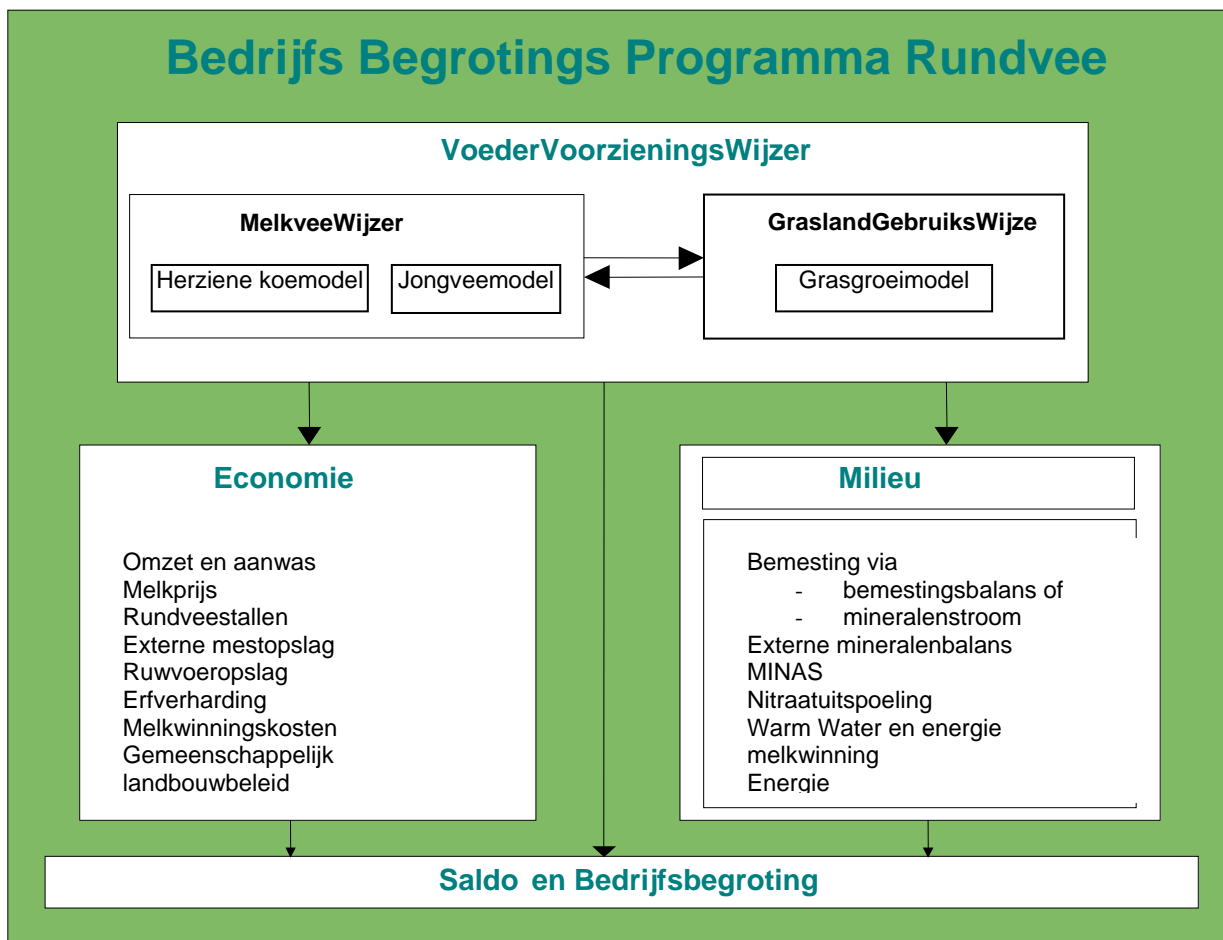 Bedrijfs Begrotings Programma Rundvee
VoederVoorzieningsWijzer
MelkveeWijzer
Herziene koemodel
Jongveemodel
GraslandGebruiksWijze
Grasgroeimodel
Economie
Omzet en aanwas
Melkprijs
Rundveestallen
Externe mestopslag
Ruwvoeropslag
Erfverharding
Melkwinningskosten
Gemeenschappelijk
landbouwbeleid
Milieu
Bemesting via
- bemestingsbalans of
- mineralenstroom
Externe mineralenbalans
MINAS
Nitraatuitspoeling
Warm Water en energie
melkwinning
Energie
Saldo en Bedrijfsbegroting